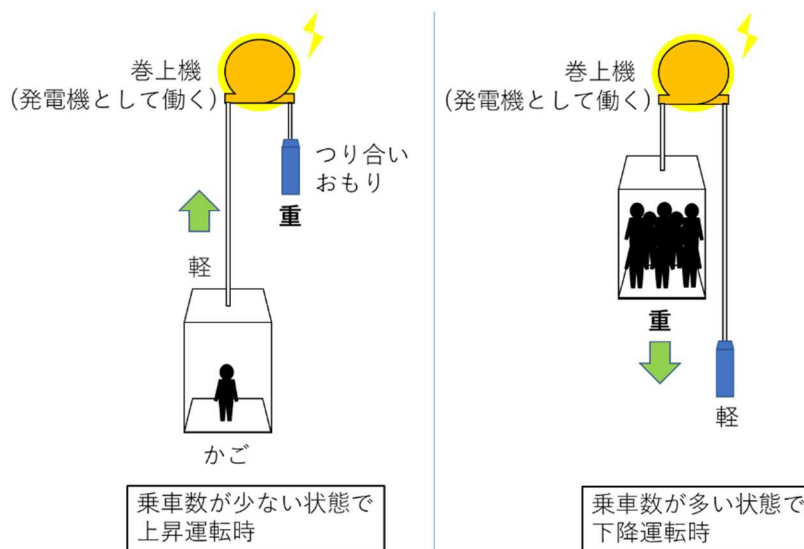 巻上機
(発電機として働く)
つり合い
おもり
重
軽
かご
乗車数が少ない状態で
上昇運転時
巻上機
(発電機として働く)
重
軽
乗車数が多い状態で
下降運転時